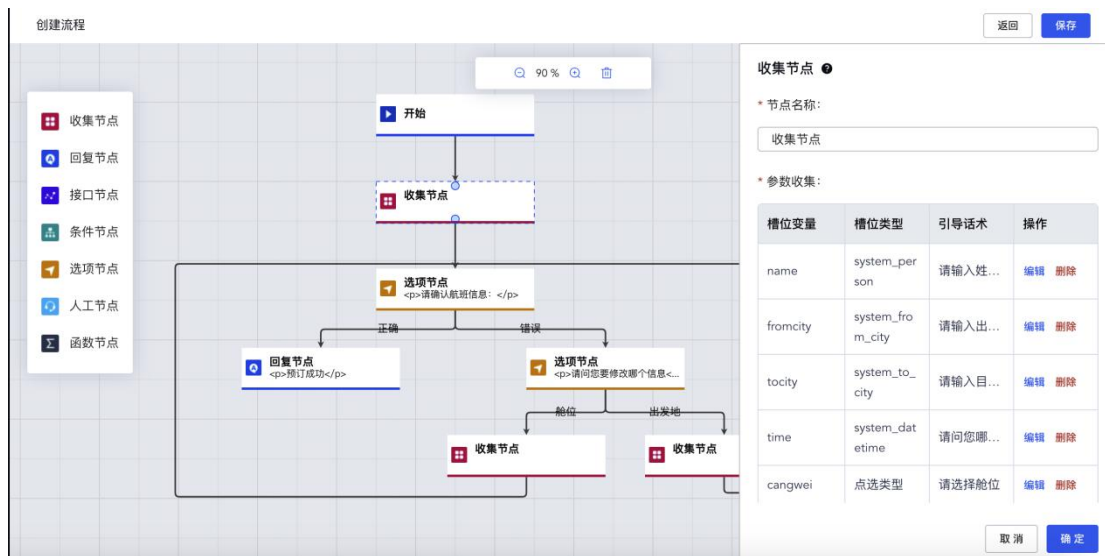 创建流程
返回
保存
90 %
收集节点
回复节点
接口节点
条件节点
选项节点
人工节点
函数节点
开始
收集节点
选项节点
<p>请确认航班信息：</p>
正确
错误
回复节点
<p>预订成功</p>
选项节点
<p>请问您要修改哪个信息<...
舱位
出发地
收集节点
收集节点
收集节点
* 节点名称：
收集节点
* 参数收集：
槽位变量 槽位类型 引导话术 操作
name system_per 请输入姓... 编辑 删除
son
fromcity system_fro 请输入出... 编辑 删除
m_city
tocity system_to_ 请输入目... 编辑 删除
city
time system_dat 请问您哪... 编辑 删除
etime
cangwei 点选类型 请选择舱位 编辑 删除
取 消
确 定